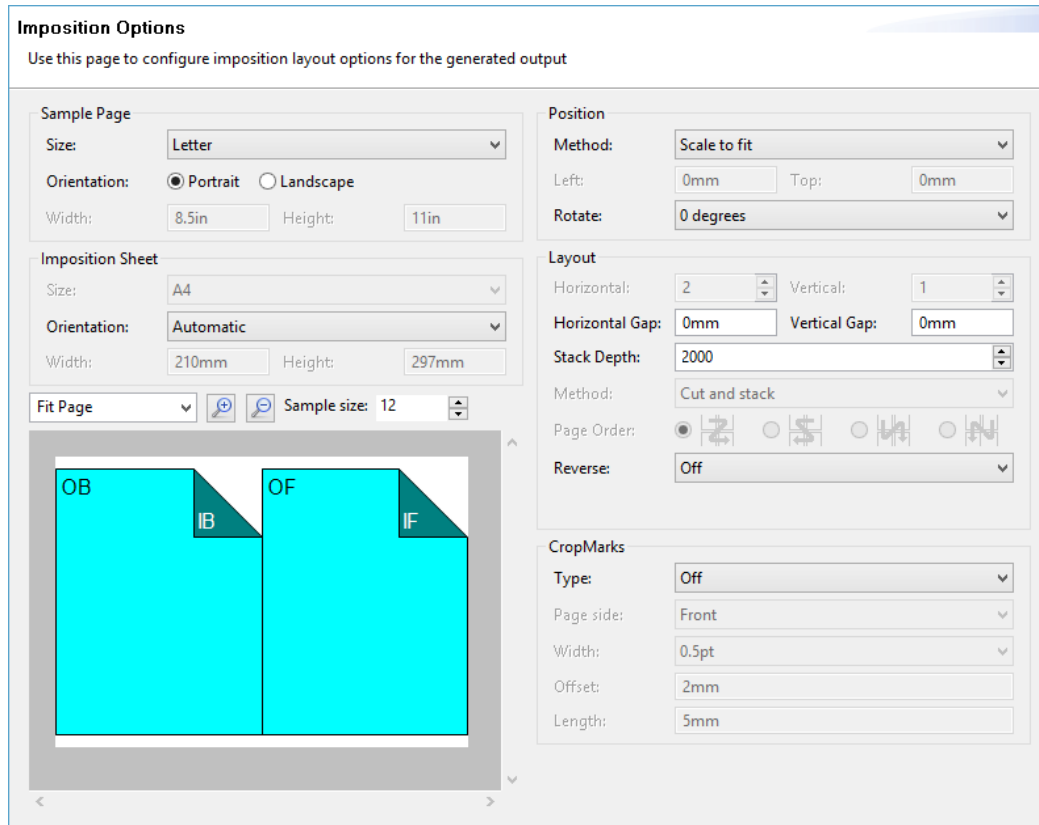 Imposition Options
Use this page to configure imposition layout options for the generated output
Sample Page
Size: Letter
Orientation: Portrait Landscape
Width: 8.5in Height: 11in
Imposition Sheet
Size: A4
Orientation: Automatic
Width: 210mm Height: 297mm
Fit Page Sample size: 12
OB OF
IB IF
Position
Method: Scale to fit
Left: 0mm Top: 0mm
Rotate: 0 degrees
Layout
Horizontal: 2 Vertical: 1
Horizontal Gap: 0mm Vertical Gap: 0mm
Stack Depth: 2000
Method: Cut and stack
Page Order:
Reverse: Off
CropMarks
Type: Off
Page side: Front
Width: 0.5pt
Offset: 2mm
Length: 5mm